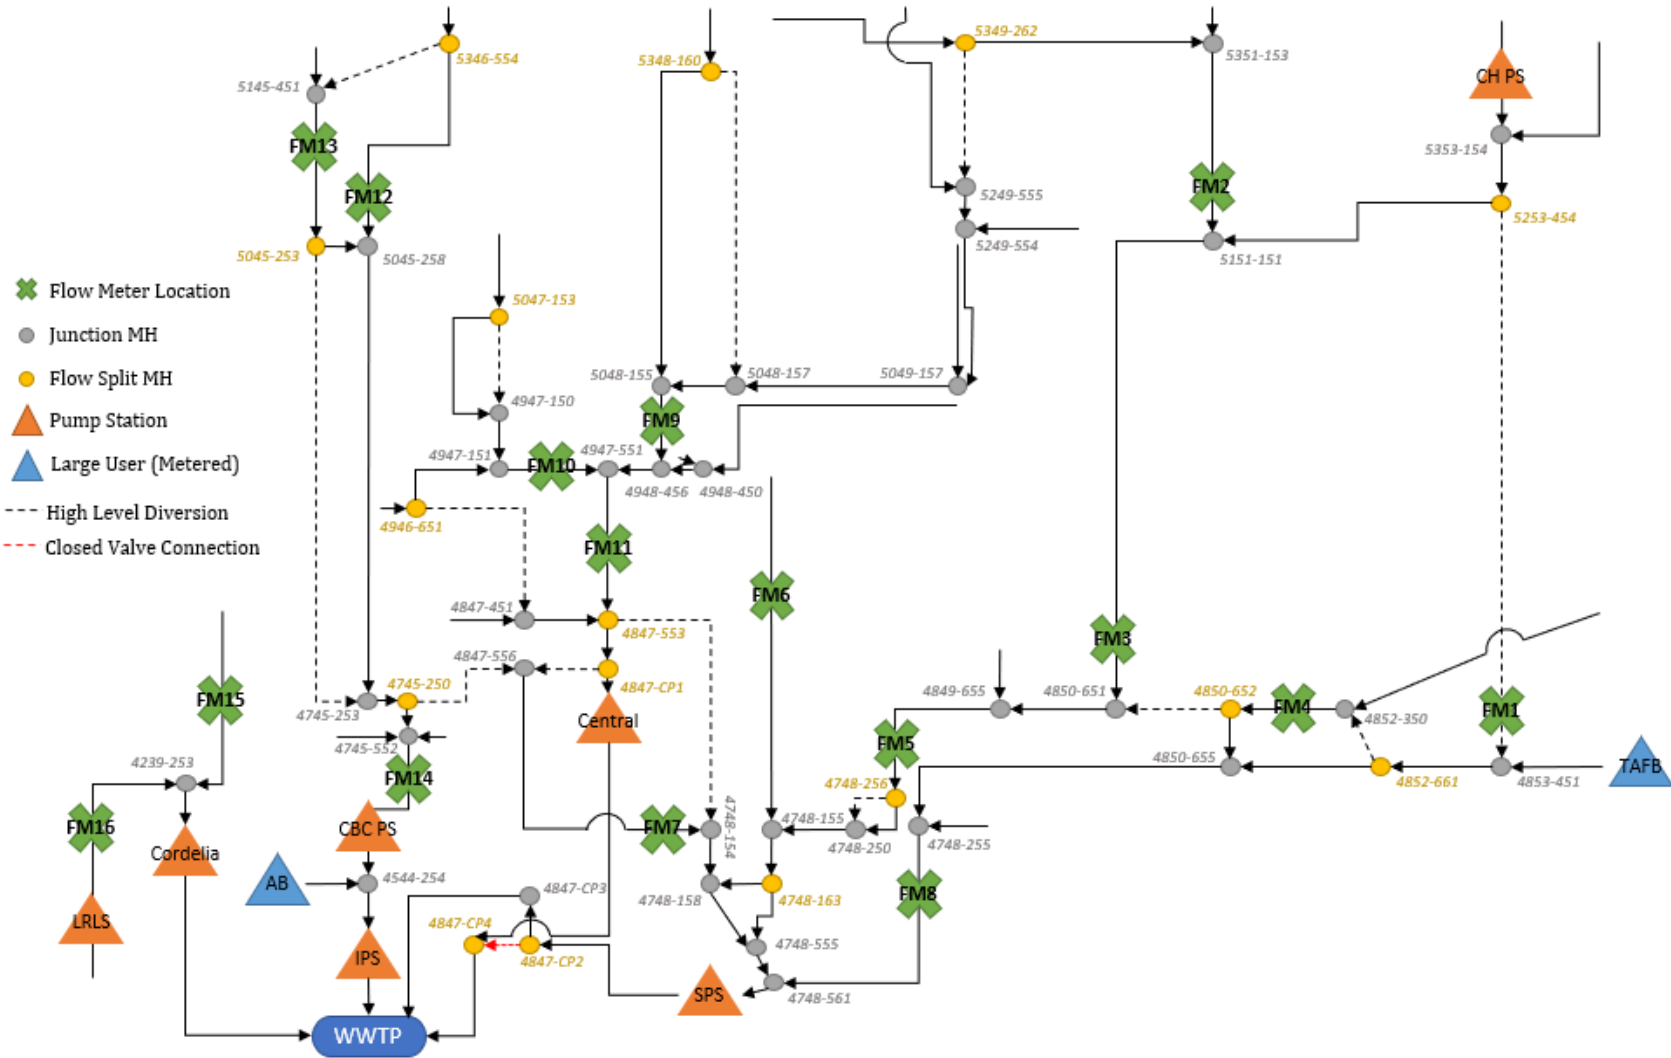 5346-554
5349-262
5348-160
5351-153
CH PS
5145-451
FM13
5353-154
FM12
FM2
5249-555
5253-454
5249-554
5045-253
5045-258
5151-151
Flow Meter Location
5047-153
Junction MH
Flow Split MH
5048-155
5048-157
5049-157
4947-150
Pump Station
FM9
4947-151
4947-551
FM10
Large User (Metered)
4948-456
4948-450
High Level Diversion
4946-651
Closed Valve Connection
FM11
FM6
4847-451
4847-553
FM3
4847-556
4849-655
4850-651
4850-652
4847-CP1
4745-250
FM15
4745-253
Central
FM4
4852-350
FM1
4745-552
FM5
4239-253
4850-655
4852-661
4853-451
TAFB
FM14
4748-256
FM16
CBC PS
FM7
4748-154
4748-155
4748-250
4748-255
Cordelia
AB
4544-254
4847-CP3
4748-158
4748-163
FM8
LRLS
4847-CP4
4748-555
IPS
4847-CP2
SPS
4748-561
WWTP